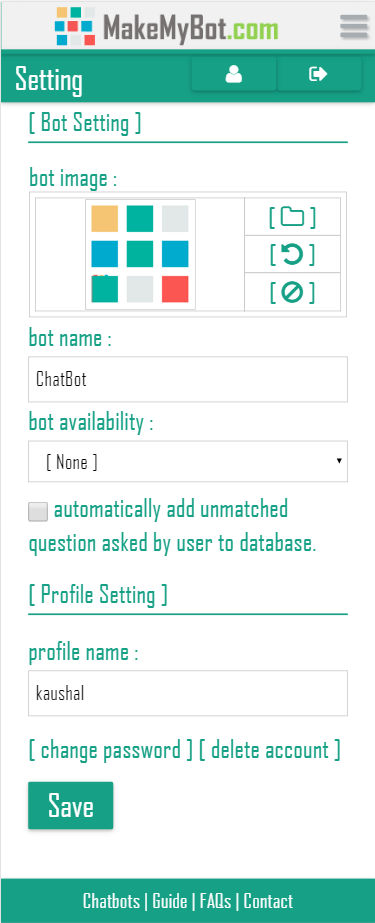 MakeMyBot.com
Setting
[ Bot Setting ]
bot image :
[ ]
[ ]
[ ]
bot name :
ChatBot
bot availability :
[ None ]
automatically add unmatched
question asked by user to database.
[ Profile Setting ]
profile name :
kaushal
[ change password ] [ delete account ]
Save
Chatbots | Guide | FAQs | Contact